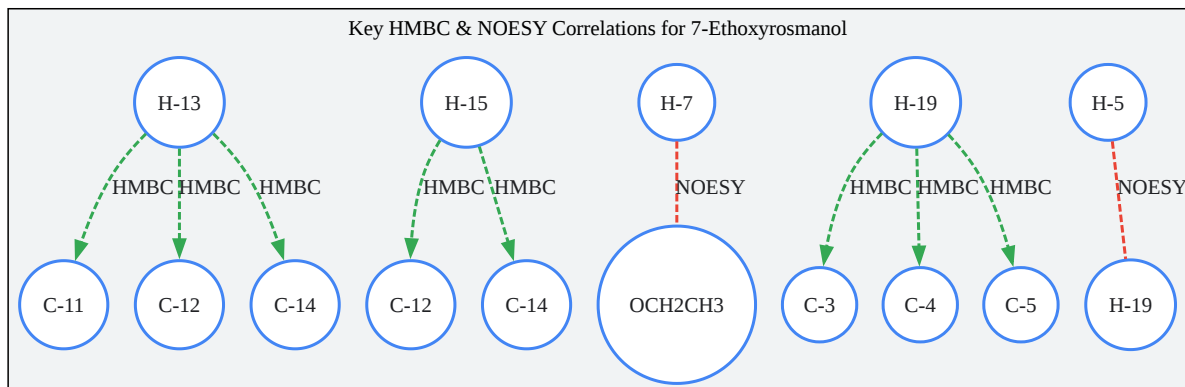 Key HMBC & NOESY Correlations for 7-Ethoxyrosmanol
H-13
H-15
H-7
H-19
H-5
HMBC
HMBC
HMBC
HMBC
HMBC
NOESY
HMBC
HMBC
HMBC
NOESY
C-11
C-12
C-14
C-12
C-14
OCH2CH3
C-3
C-4
C-5
H-19